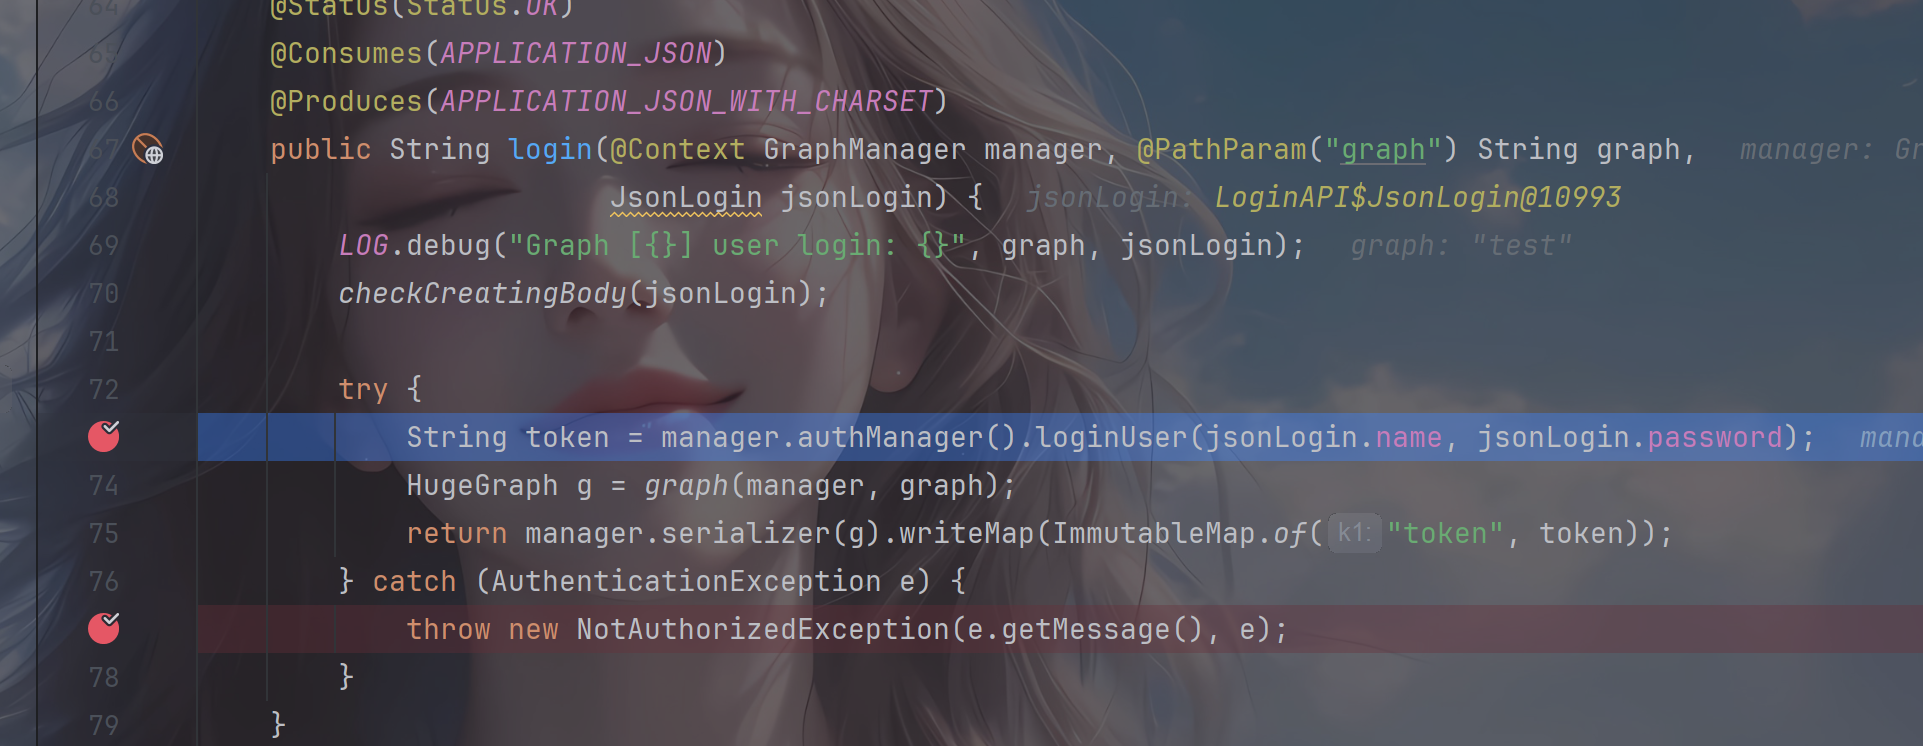 64 @Status(Status.OK)
65 @Consumes(APPLICATION_JSON)
66 @Produces(APPLICATION_JSON_WITH_CHARSET)
67 public String login(@Context GraphManager manager, @PathParam("graph") String graph, manager: Gr
68 JsonLogin jsonLogin) { jsonLogin: LoginAPI$JsonLogin@10993
69 LOG.debug("Graph [{}] user login: {}", graph, jsonLogin); graph: "test"
70 checkCreatingBody(jsonLogin);
71
72 try {
String token = manager.authManager().loginUser(jsonLogin.name, jsonLogin.password); mana
74 HugeGraph g = graph(manager, graph);
75 return manager.serializer(g).writeMap(ImmutableMap.of( k1: "token", token));
76 } catch (AuthenticationException e) {
throw new NotAuthorizedException(e.getMessage(), e);
78 }
79 }